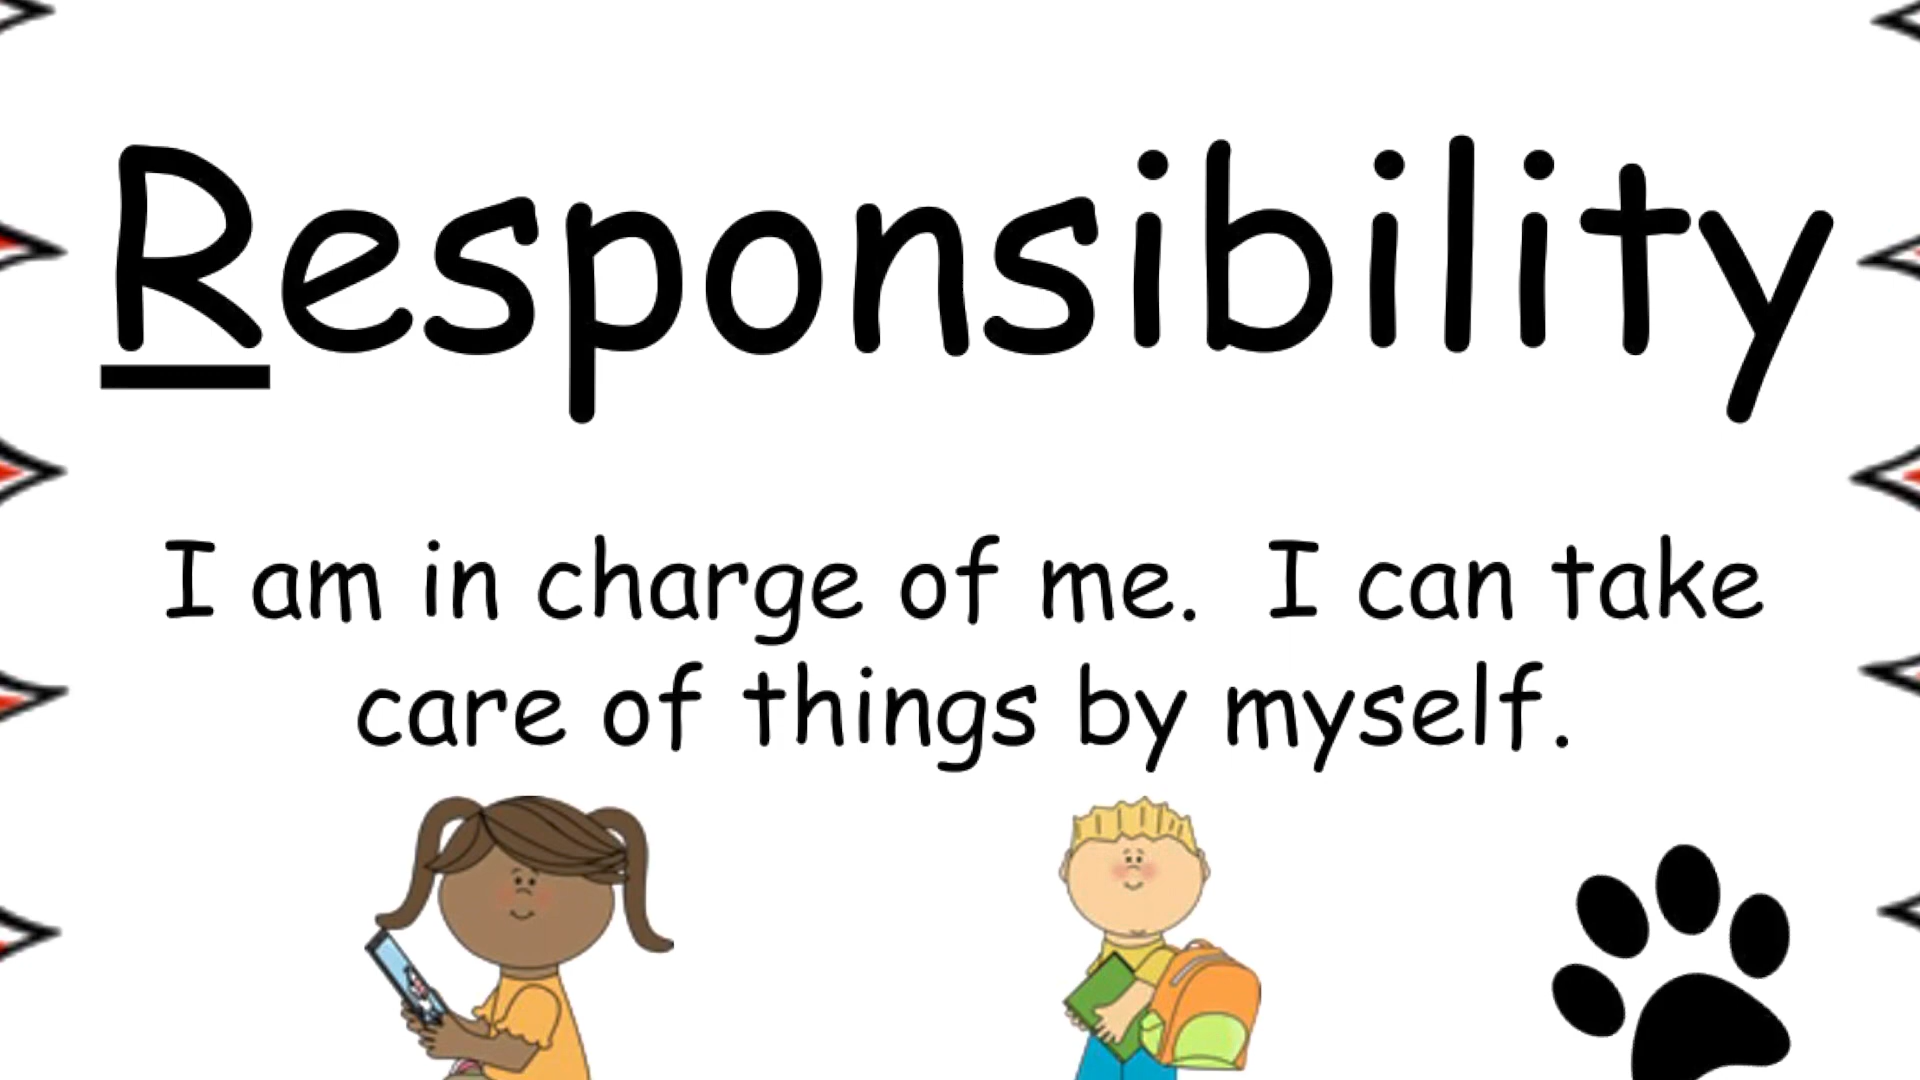 Responsibility
I am in charge of me.  I can take
care of things by myself.